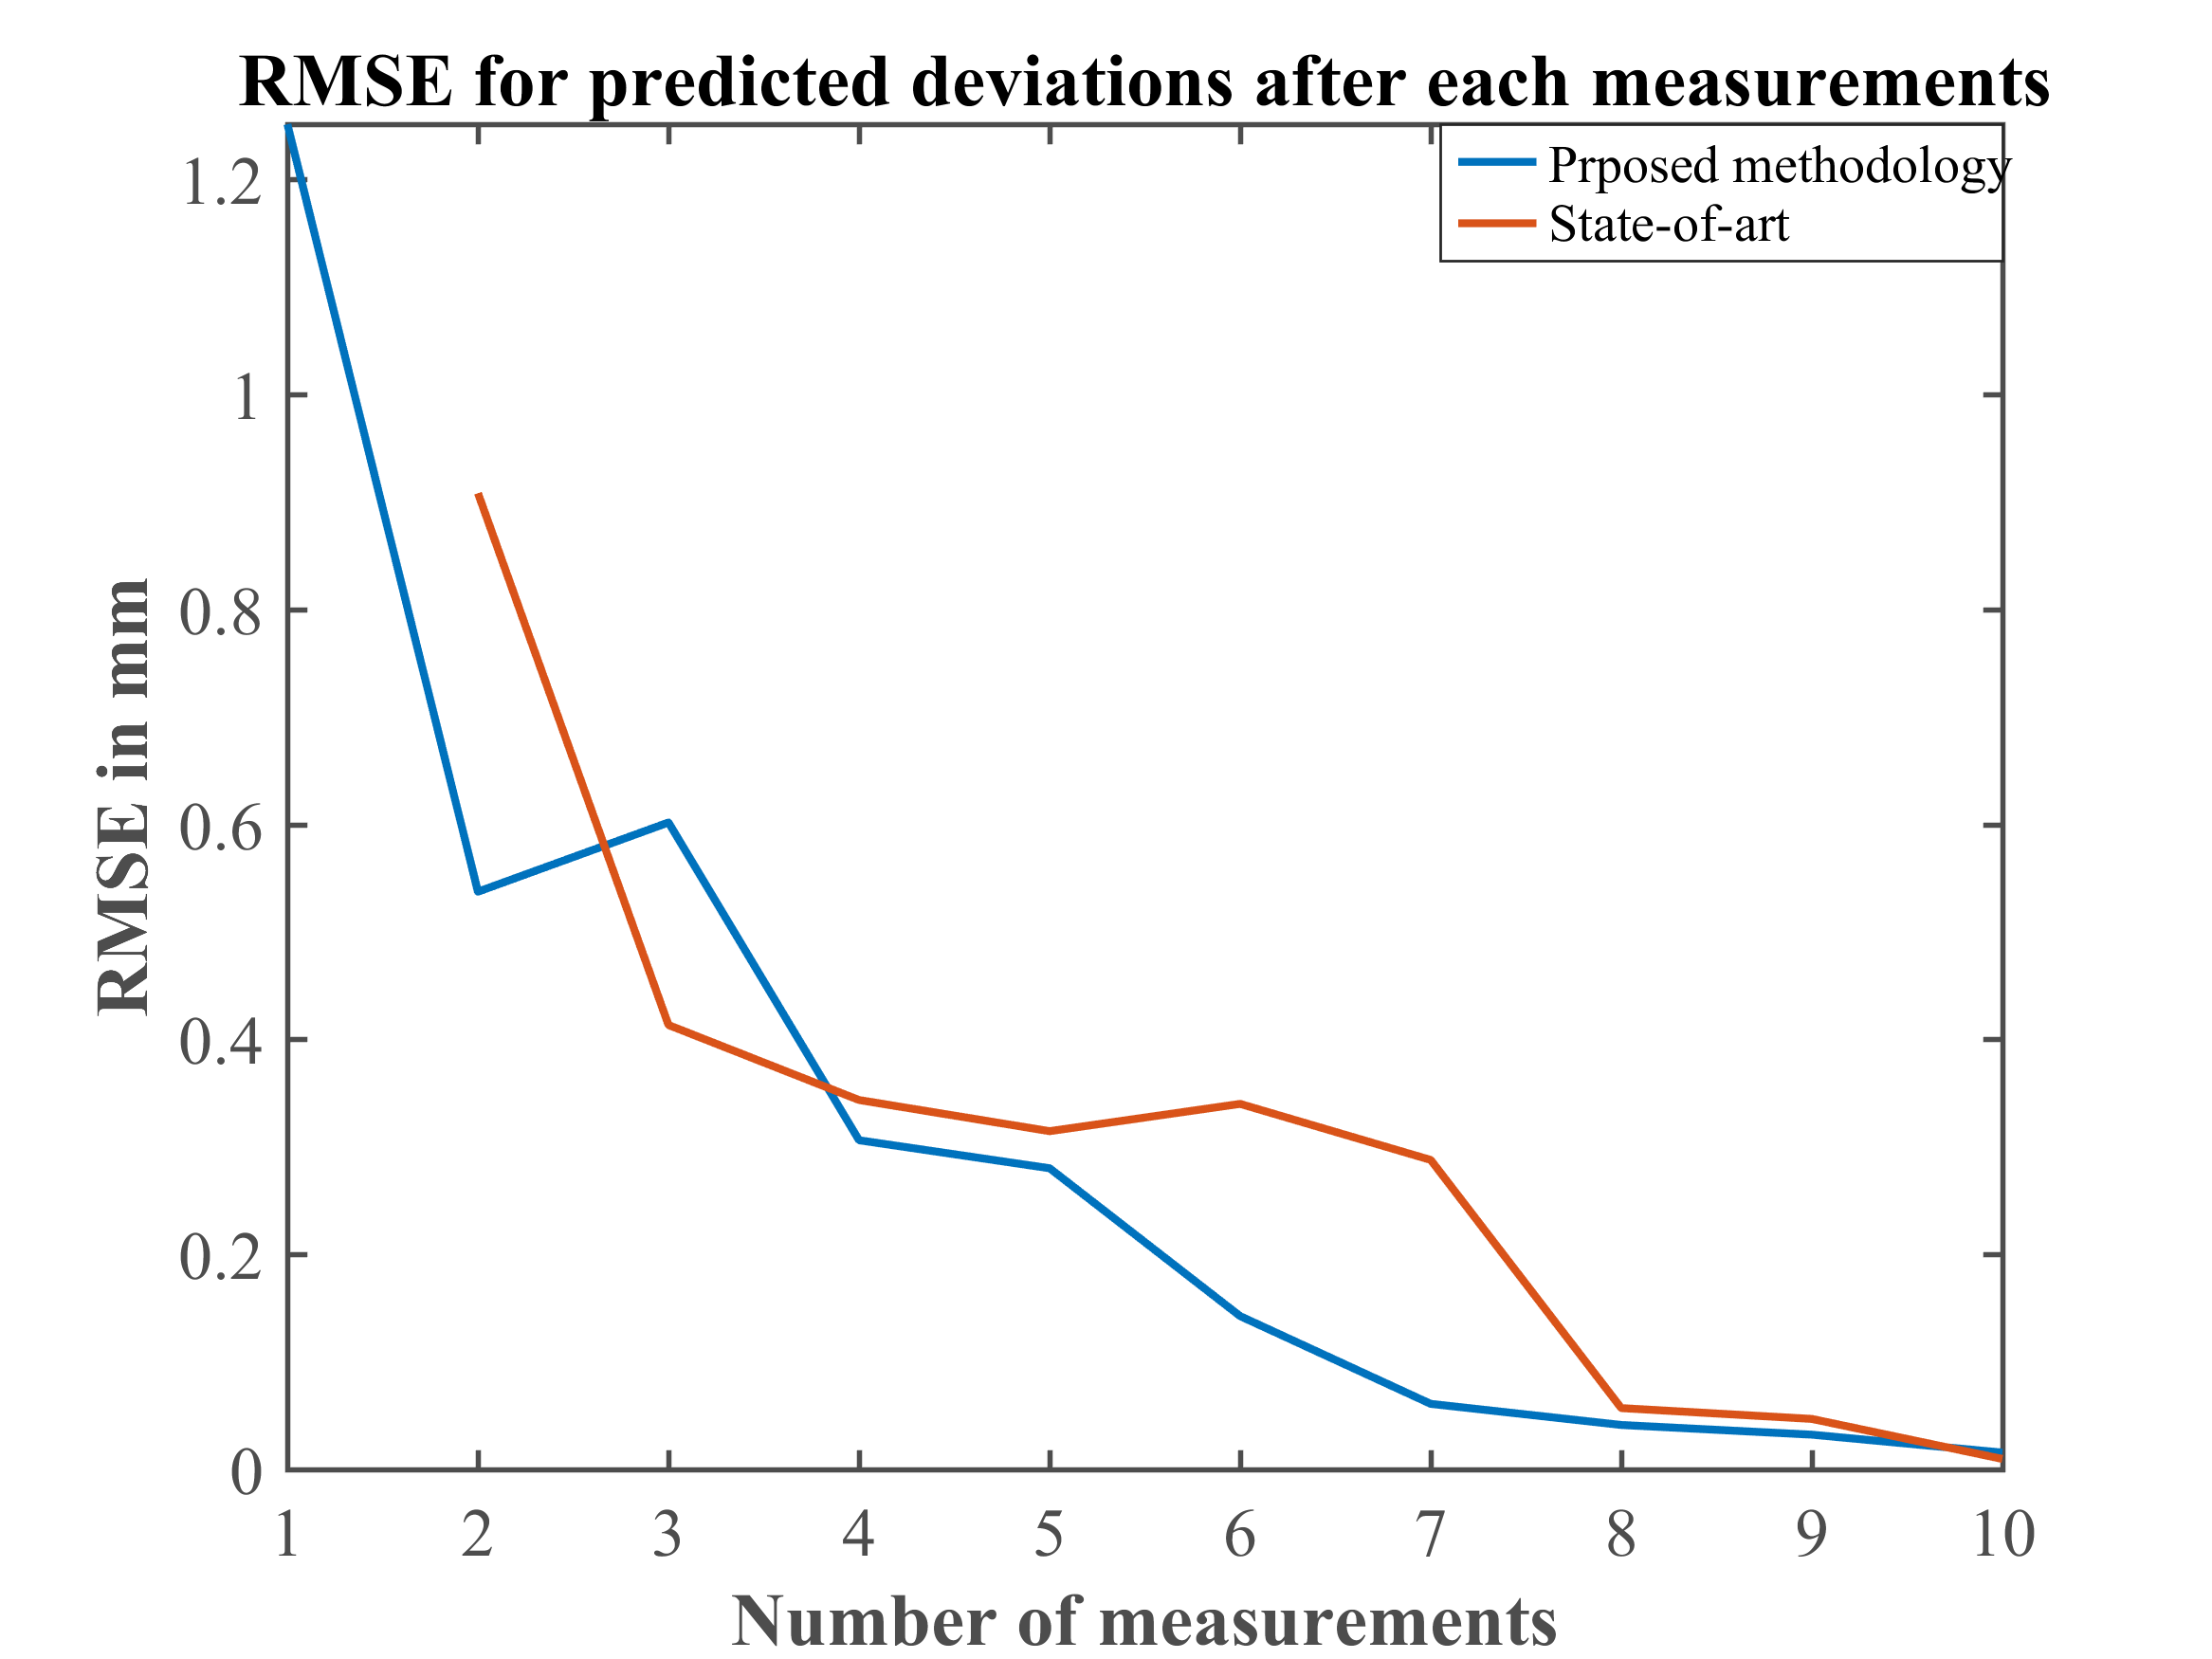 RMSE for predicted deviations after each measurements
Prposed methodology
State-of-art
1.2
1
0.8
0.6
0.4
0.2
0
RMSE in mm
1 2 3 4 5 6 7 8 9 10
Number of measurements